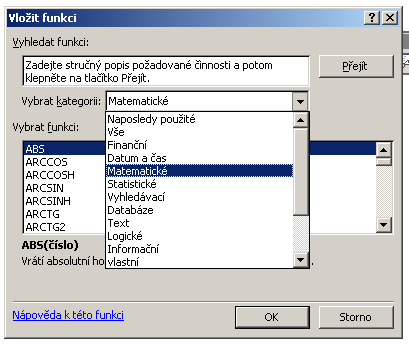 Vložit funkci
Vyhledat funkci:
Zadejte stručný popis požadované činnosti a potom
klepněte na tlačítko Přejít.
Přejít
Vybrat kategorii:
Matematické
Naposledy použité
Vše
Finanční
Datum a čas
Matematické
Statistické
Vyhledávací
Databáze
Text
Logické
Informační
vlastní
Vybrat funkci:
ABS
ARCCOS
ARCCOSH
ARCSIN
ARCSINH
ARCTG
ARCTG2
ABS(číslo)
Vrátí absolutní
Nápověda k této funkci
OK
Storno